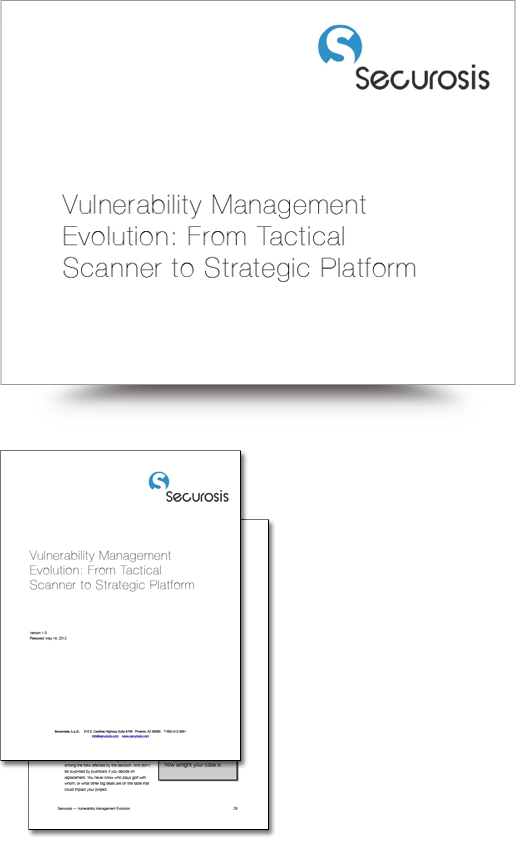 Securosis
Vulnerability Management
Evolution: From Tactical
Scanner to Strategic Platform
Securosis
Vulnerability Management
Evolution: From Tactical
Scanner to Strategic Platform
Version 1.3
Released: May 16, 2012
Securosis, L.L.C. 515 E. Carefree Highway Suite #766 Phoenix, AZ 85085
info@securosis.com www.securosis.com
among the folks affected by the decision. And don't
be surprised by pushback if you decide on
replacement. You never know who plays golf with
whom, or what other big deals are on the table that
could impact your project.
how airtight your case is.
Securosis — Vulnerability Management Evolution 29